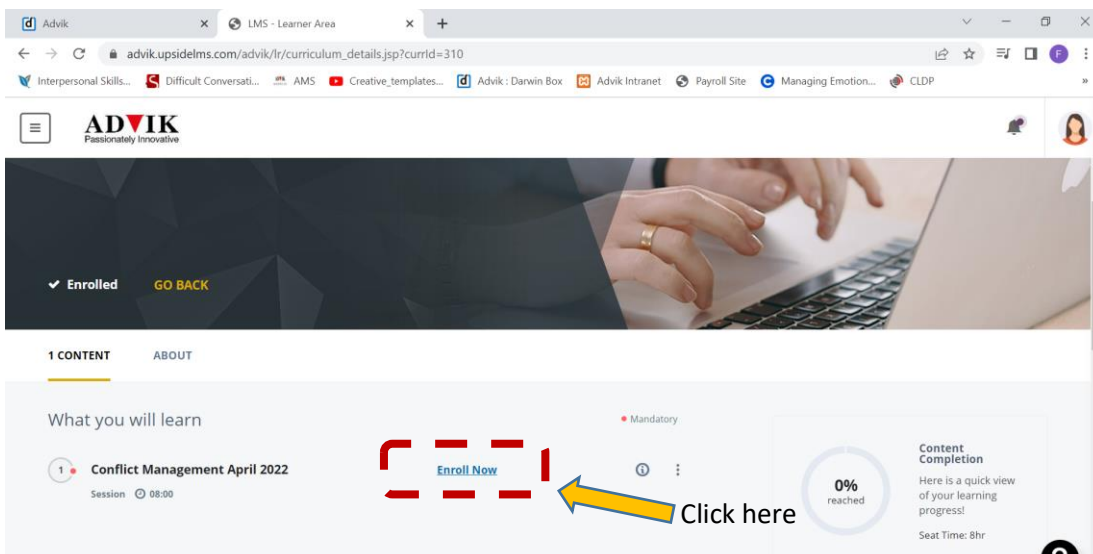 Advik
LMS - Learner Area
advik.upsidelms.com/advik/lr/curriculum_details.jsp?currId=310
Interpersonal Skills... Difficult Conversati... AMS Creative_templates... Advik : Darwin Box Advik Intranet Payroll Site Managing Emotion... CLDP »
ADVIK
Passionately Innovative
Enrolled GO BACK
1 CONTENT ABOUT
What you will learn
Mandatory
1 Conflict Management April 2022 Enroll Now
Session 08:00
Click here
0%
reached
Content
Completion
Here is a quick view
of your learning
progress!
Seat Time: 8hr
F